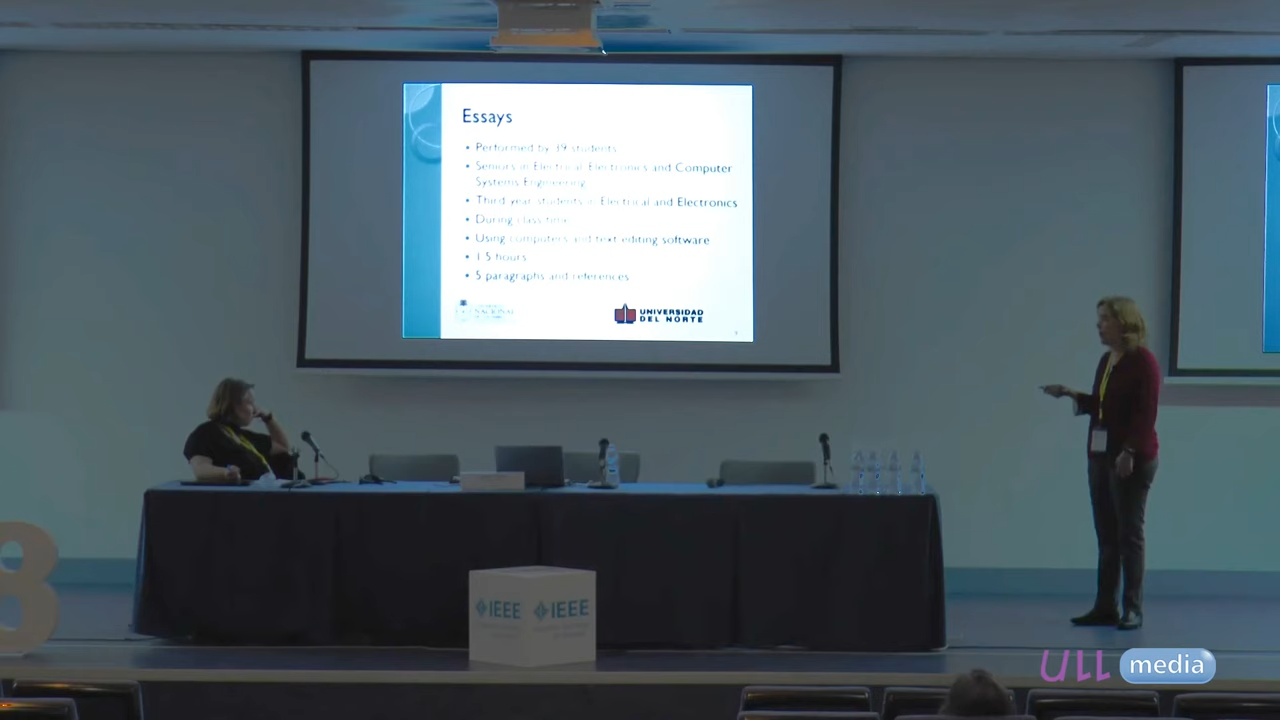 Essays
• Performed by 39 students
• Seniors in Electrical Electronics and Computer
Systems Engineering
• Third year students in Electrical and Electronics
• During class time
• Using computers and text editing software
• 1 5 hours
• 5 paragraphs and references
NACIONAL
UNIVERSIDAD
DEL NORTE
8
IEEE IEEE
ULL media